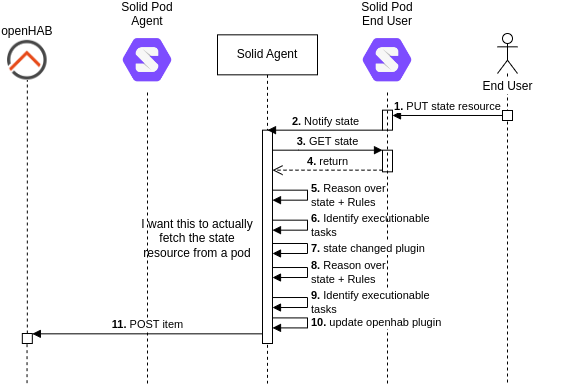 openHAB
Solid Pod
Agent
Solid Agent
Solid Pod
End User
End User
1. PUT state resource
2. Notify state
3. GET state
4. return
5. Reason over
state + Rules
6. Identify executionable
tasks
7. state changed plugin
I want this to actually
fetch the state
resource from a pod
8. Reason over
state + Rules
9. Identify executionable
tasks
10. update openhab plugin
11. POST item